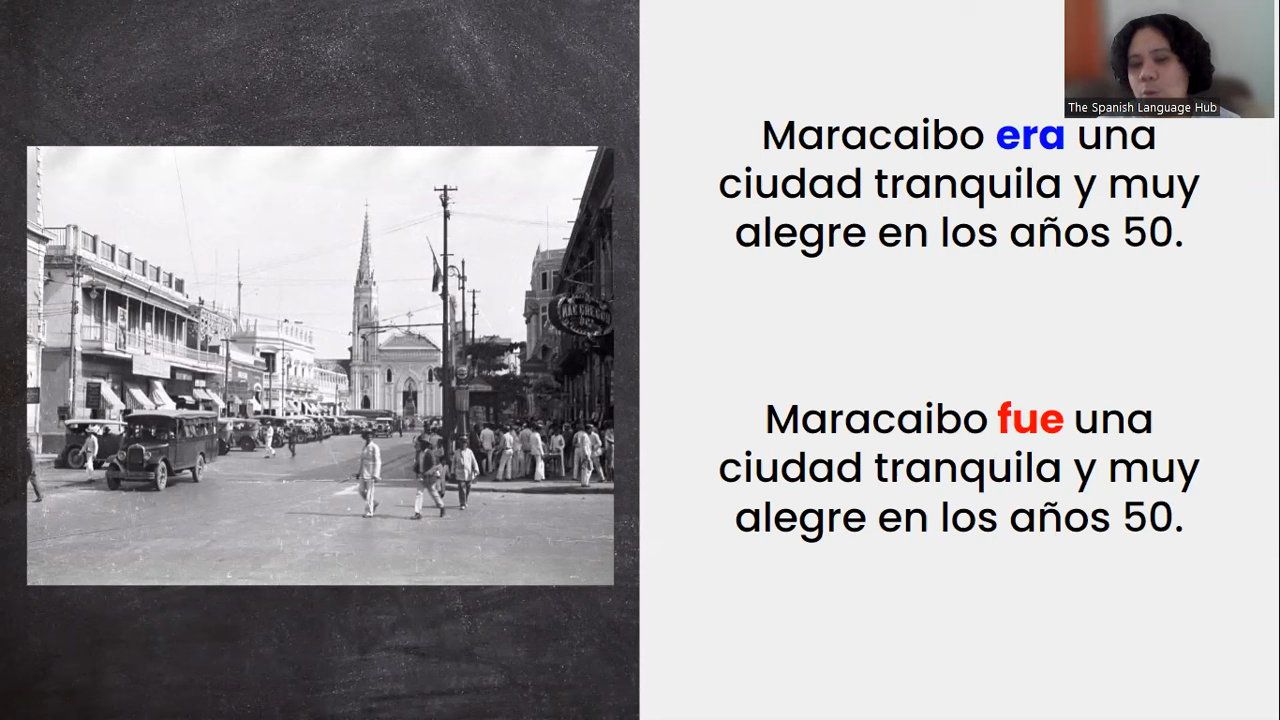 The Spanish Language Hub
Maracaibo era una
ciudad tranquila y muy
alegre en los años 50.
Maracaibo fue una
ciudad tranquila y muy
alegre en los años 50.